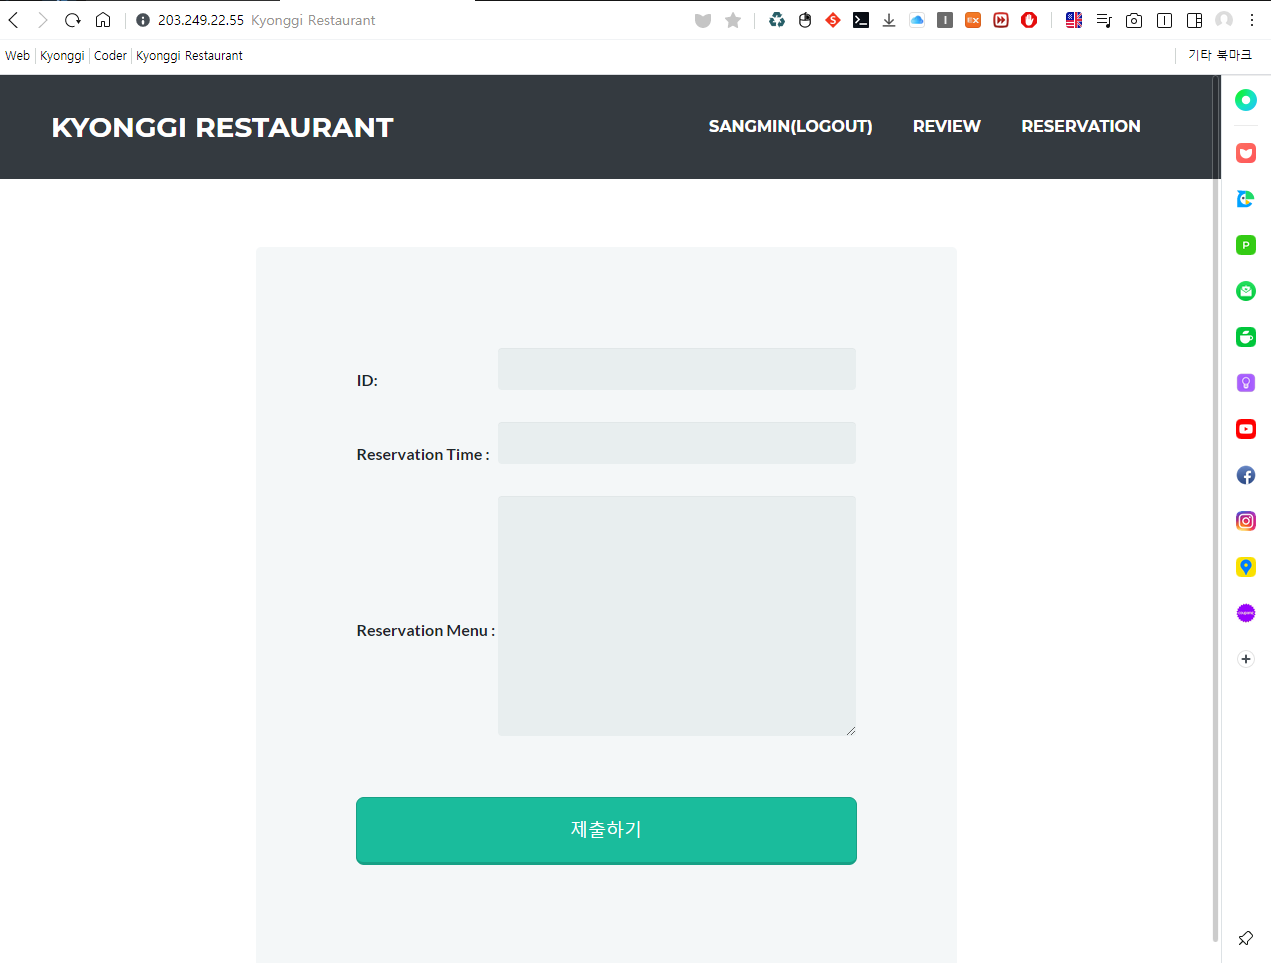 203.249.22.55 Kyonggi Restaurant
Web Kyonggi Coder Kyonggi Restaurant 기타 북마크
KYONGGI RESTAURANT SANGMIN(LOGOUT) REVIEW RESERVATION
ID:
Reservation Time :
Reservation Menu :
제출하기